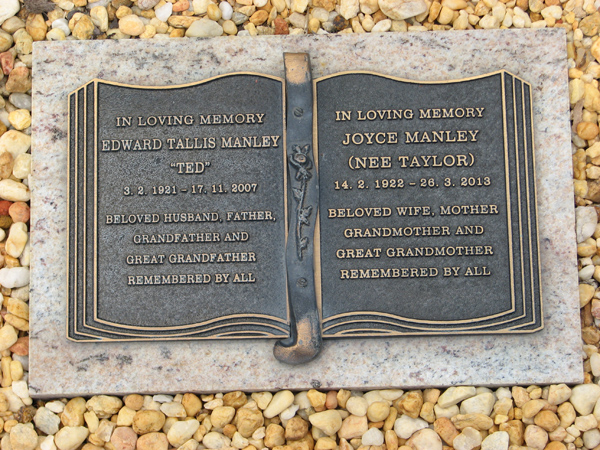 IN LOVING MEMORY
EDWARD TALLIS MANLEY
"TED"
3. 2. 1921 – 17. 11. 2007
BELOVED HUSBAND, FATHER,
GRANDFATHER AND
GREAT GRANDFATHER
REMEMBERED BY ALL
IN LOVING MEMORY
JOYCE MANLEY
(NEE TAYLOR)
14. 2. 1922 – 26. 3. 2013
BELOVED WIFE, MOTHER
GRANDMOTHER AND
GREAT GRANDMOTHER
REMEMBERED BY ALL